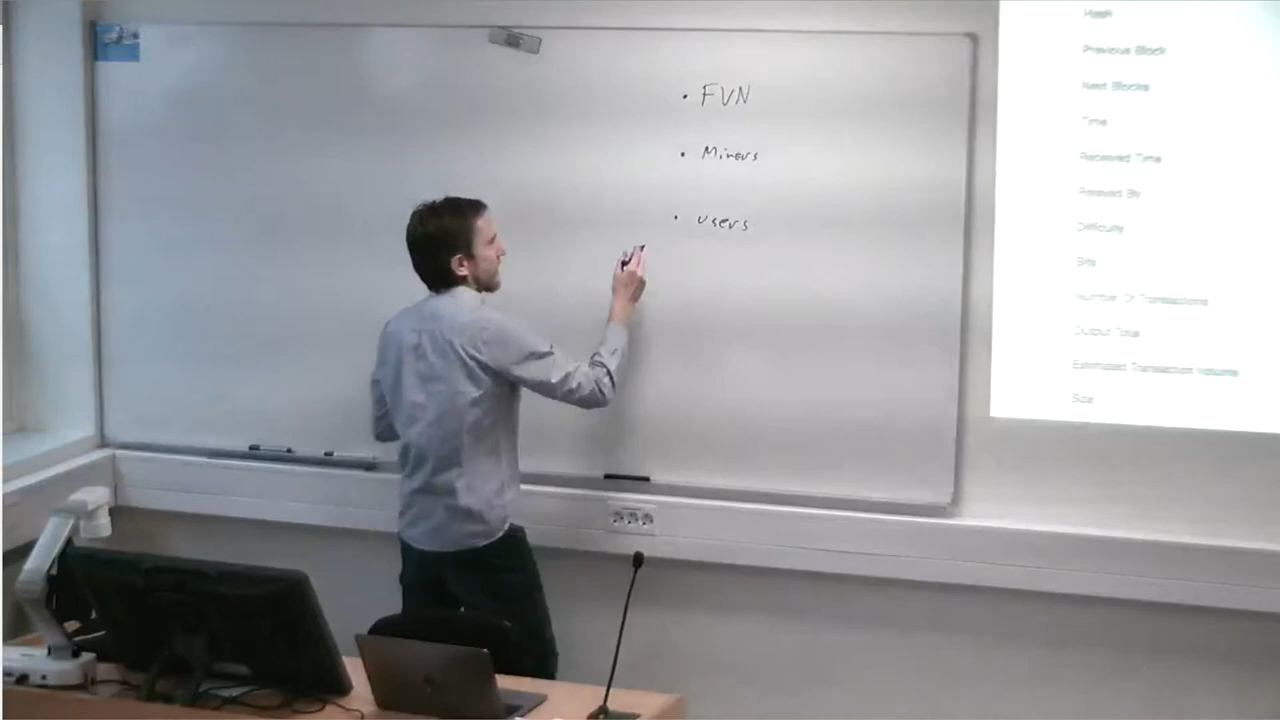 • FVN
• Miners
• users
Hash
Previous Block
Next Blocks
Time
Received Time
Relayed By
Difficulty
Bits
Number Of Transactions
Output Total
Estimated Transaction Volume
Size